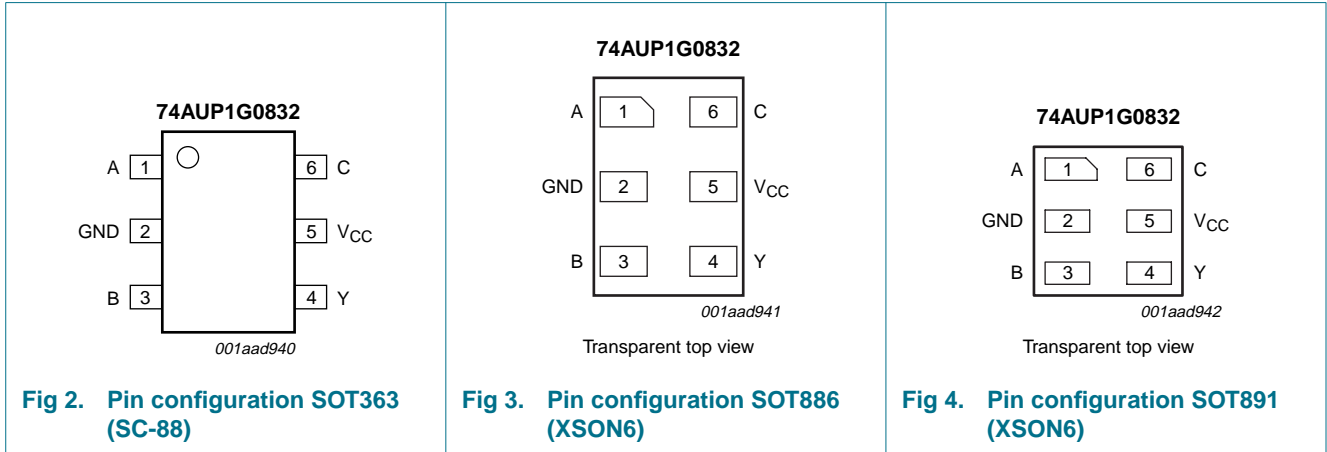 74AUP1G0832
A 1 6 C
GND 2 5 VCC
B 3 4 Y
001aad940
Fig 2. Pin configuration SOT363
(SC-88)
74AUP1G0832
A 1 6 C
GND 2 5 VCC
B 3 4 Y
001aad941
Transparent top view
Fig 3. Pin configuration SOT886
(XSON6)
74AUP1G0832
A 1 6 C
GND 2 5 VCC
B 3 4 Y
001aad942
Transparent top view
Fig 4. Pin configuration SOT891
(XSON6)